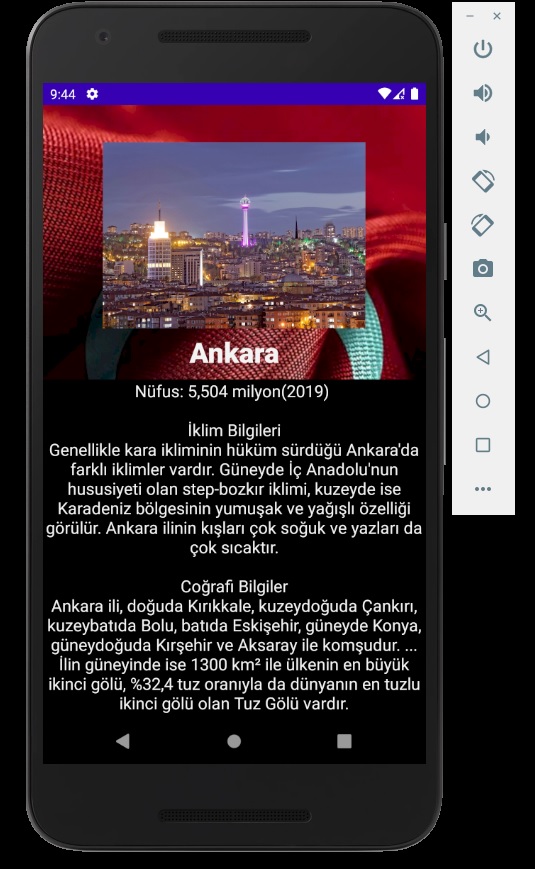 9:44
Ankara
Nüfus: 5,504 milyon(2019)
İklim Bilgileri
Genellikle kara ikliminin hüküm sürdüğü Ankara'da
farklı iklimler vardır. Güneyde İç Anadolu'nun
hususiyeti olan step-bozkır iklimi, kuzeyde ise
Karadeniz bölgesinin yumuşak ve yağışlı özelliği
görülür. Ankara ilinin kışları çok soğuk ve yazları da
çok sıcaktır.
Coğrafi Bilgiler
Ankara ili, doğuda Kırıkkale, kuzeydoğuda Çankırı,
kuzeybatıda Bolu, batıda Eskişehir, güneyde Konya,
güneydoğuda Kırşehir ve Aksaray ile komşudur. ...
İlin güneyinde ise 1300 km² ile ülkenin en büyük
ikinci gölü, %32,4 tuz oranıyla da dünyanın en tuzlu
ikinci gölü olan Tuz Gölü vardır.